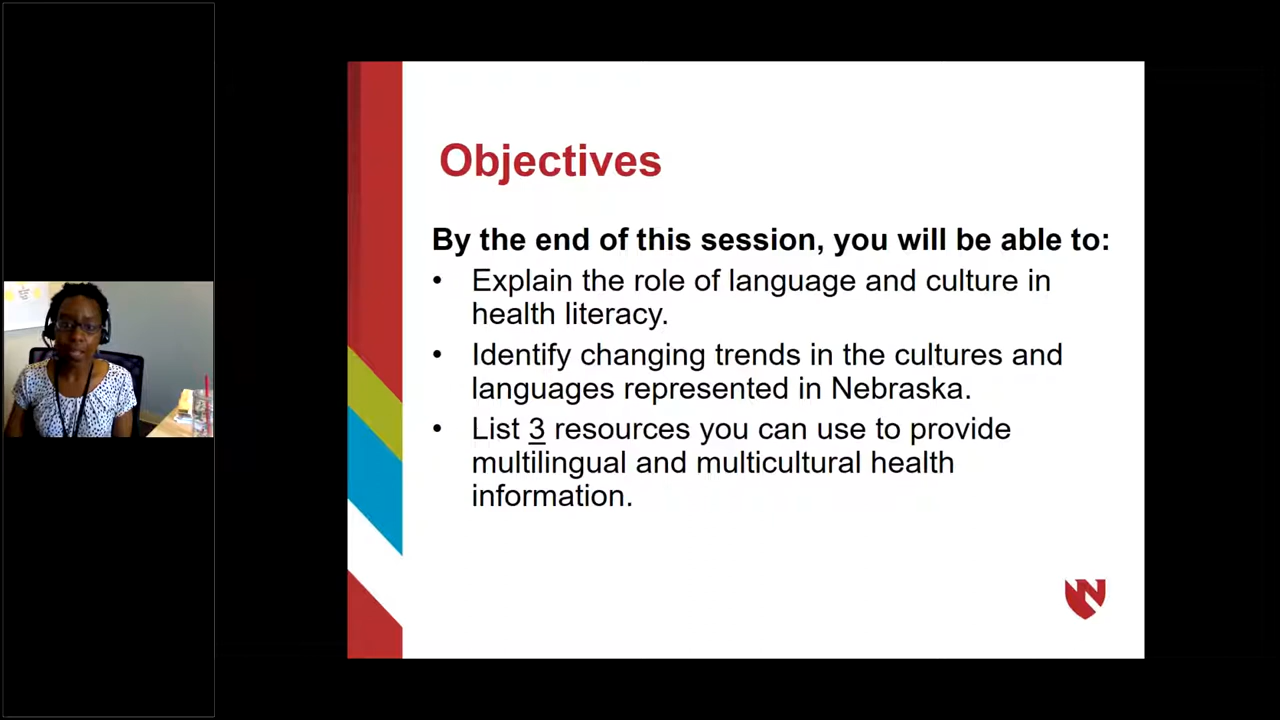 Objectives
By the end of this session, you will be able to:
• Explain the role of language and culture in
health literacy.
• Identify changing trends in the cultures and
languages represented in Nebraska.
• List 3 resources you can use to provide
multilingual and multicultural health
information.